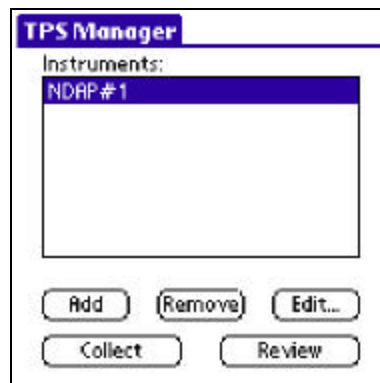 TPS Manager
Instruments:
NDAP#1
Add Remove Edit...
Collect Review